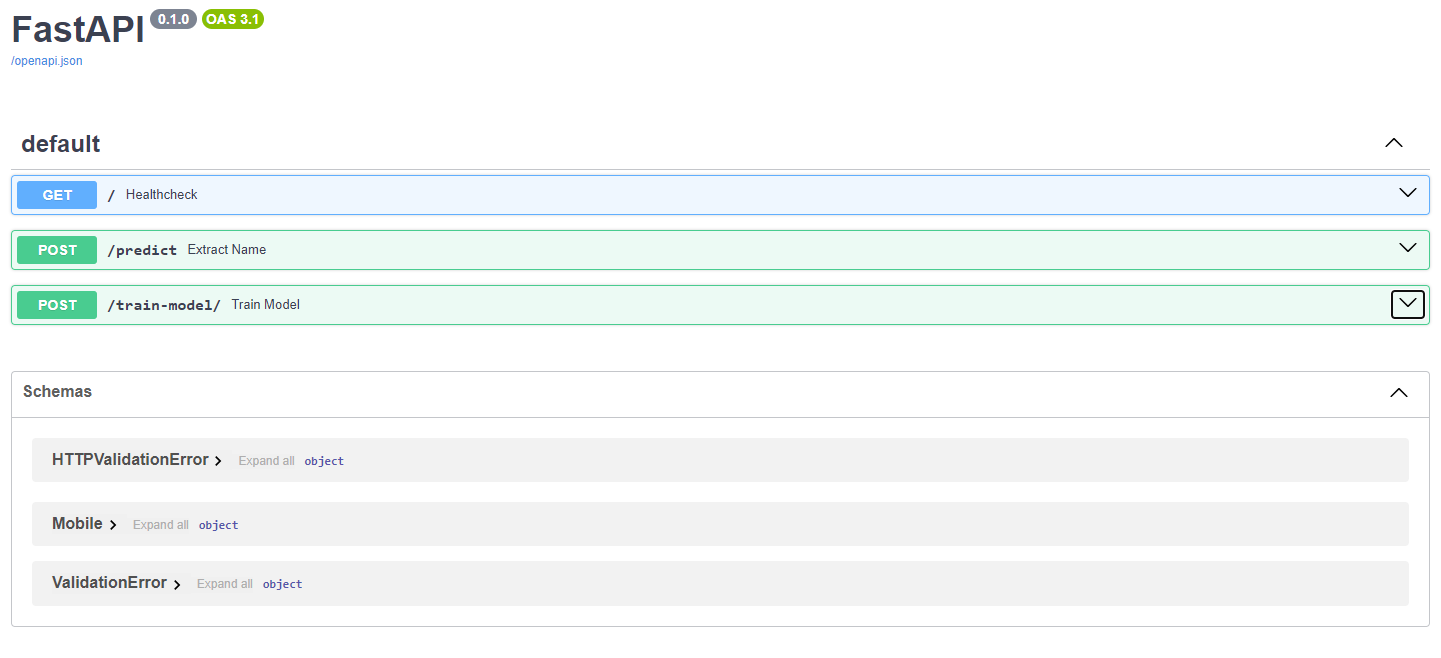 FastAPI 0.1.0 OAS 3.1
/openapi.json
default
GET / Healthcheck
POST /predict Extract Name
POST /train-model/ Train Model
Schemas
HTTPValidationError Expand all object
Mobile Expand all object
ValidationError Expand all object